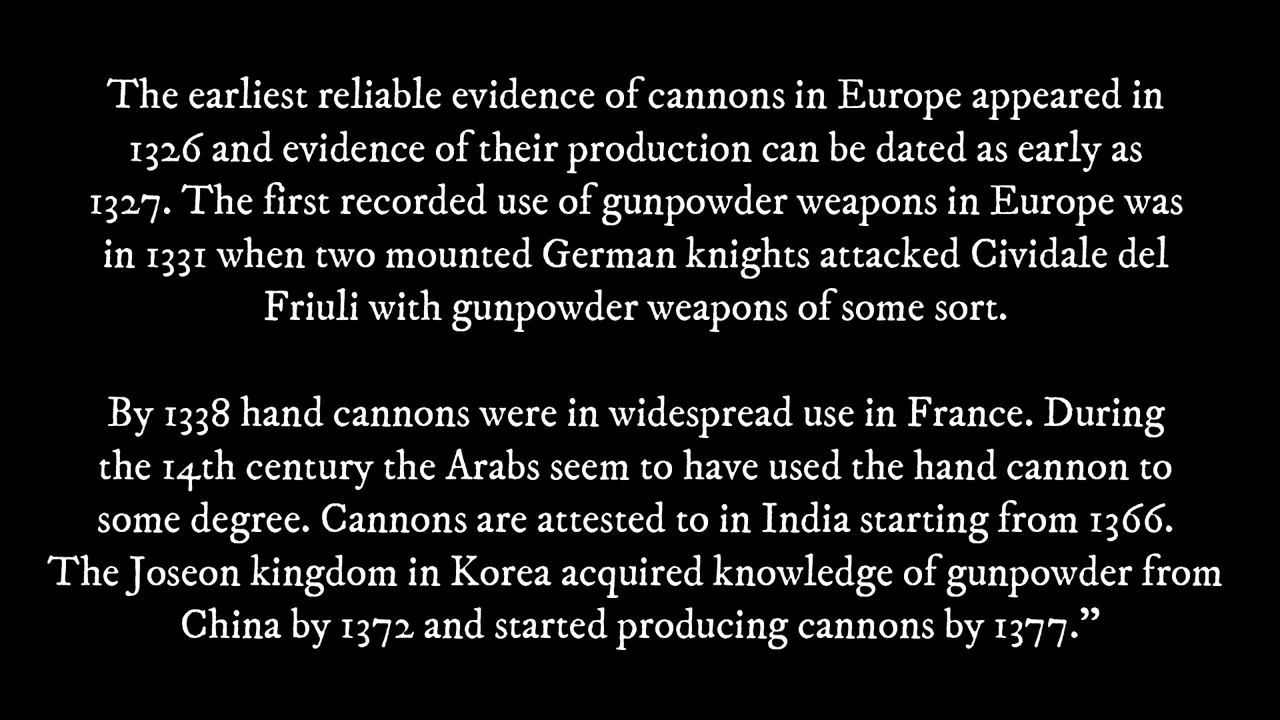 The earliest reliable evidence of cannons in Europe appeared in
1326 and evidence of their production can be dated as early as
1327. The first recorded use of gunpowder weapons in Europe was
in 1331 when two mounted German knights attacked Cividale del
Friuli with gunpowder weapons of some sort.
By 1338 hand cannons were in widespread use in France. During
the 14th century the Arabs seem to have used the hand cannon to
some degree. Cannons are attested to in India starting from 1366.
The Joseon kingdom in Korea acquired knowledge of gunpowder from
China by 1372 and started producing cannons by 1377.”